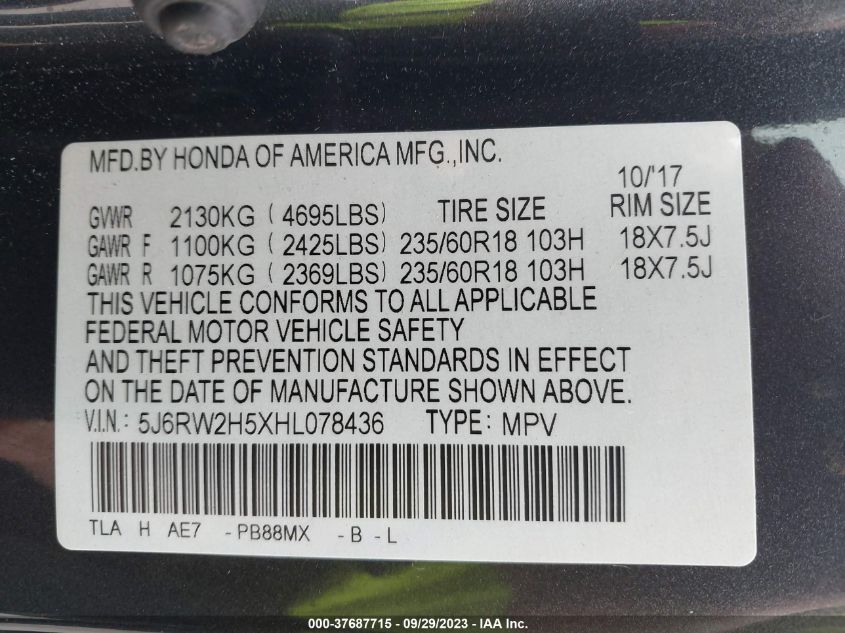 MFD.BY HONDA OF AMERICA MFG.,INC.
10/'17
GVWR 2130KG ( 4695LBS) TIRE SIZE RIM SIZE
GAWR F 1100KG ( 2425LBS) 235/60R18 103H 18X7.5J
GAWR R 1075KG ( 2369LBS) 235/60R18 103H 18X7.5J
THIS VEHICLE CONFORMS TO ALL APPLICABLE
FEDERAL MOTOR VEHICLE SAFETY
AND THEFT PREVENTION STANDARDS IN EFFECT
ON THE DATE OF MANUFACTURE SHOWN ABOVE.
V.I.N.: 5J6RW2H5XHL078436 TYPE: MPV
TLA H AE7 -PB88MX -B -L
000-37687715 - 09/29/2023 - IAA Inc.